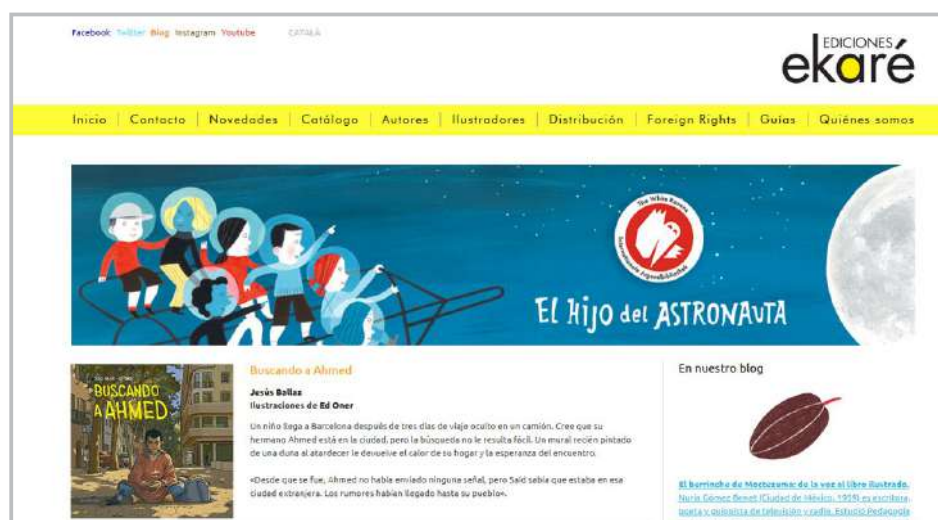 Facebook Twitter Blog Instagram Youtube CATALÀ
EDICIONES
ekaré
Inicio | Contacto | Novedades | Catálogo | Autores | Ilustradores | Distribución | Foreign Rights | Guías | Quiénes somos
The White Ravens
Internationale Jugendbibliothek
El Hijo del ASTRONAUTA
BUSCANDO
A AHMED
Buscando a Ahmed
Jesús Ballaz
Ilustraciones de Ed Oner
Un niño llega a Barcelona después de tres días de viaje oculto en un camión. Cree que su
hermano Ahmed está en la ciudad, pero la búsqueda no le resulta fácil. Un mural recién pintado
de una duna al atardecer le devuelve el calor de su hogar y la esperanza del encuentro.
«Desde que se fue, Ahmed no había enviado ninguna señal, pero Saíd sabía que estaba en esa
ciudad extranjera. Los rumores habían llegado hasta su pueblo».
En nuestro blog
El burrincho de Moctezuma: de la voz al libro ilustrado.
Nuria Gómez Benet (Ciudad de México, 1959) es escritora,
poeta y guionista de televisión y radio. Estudió Pedagogía